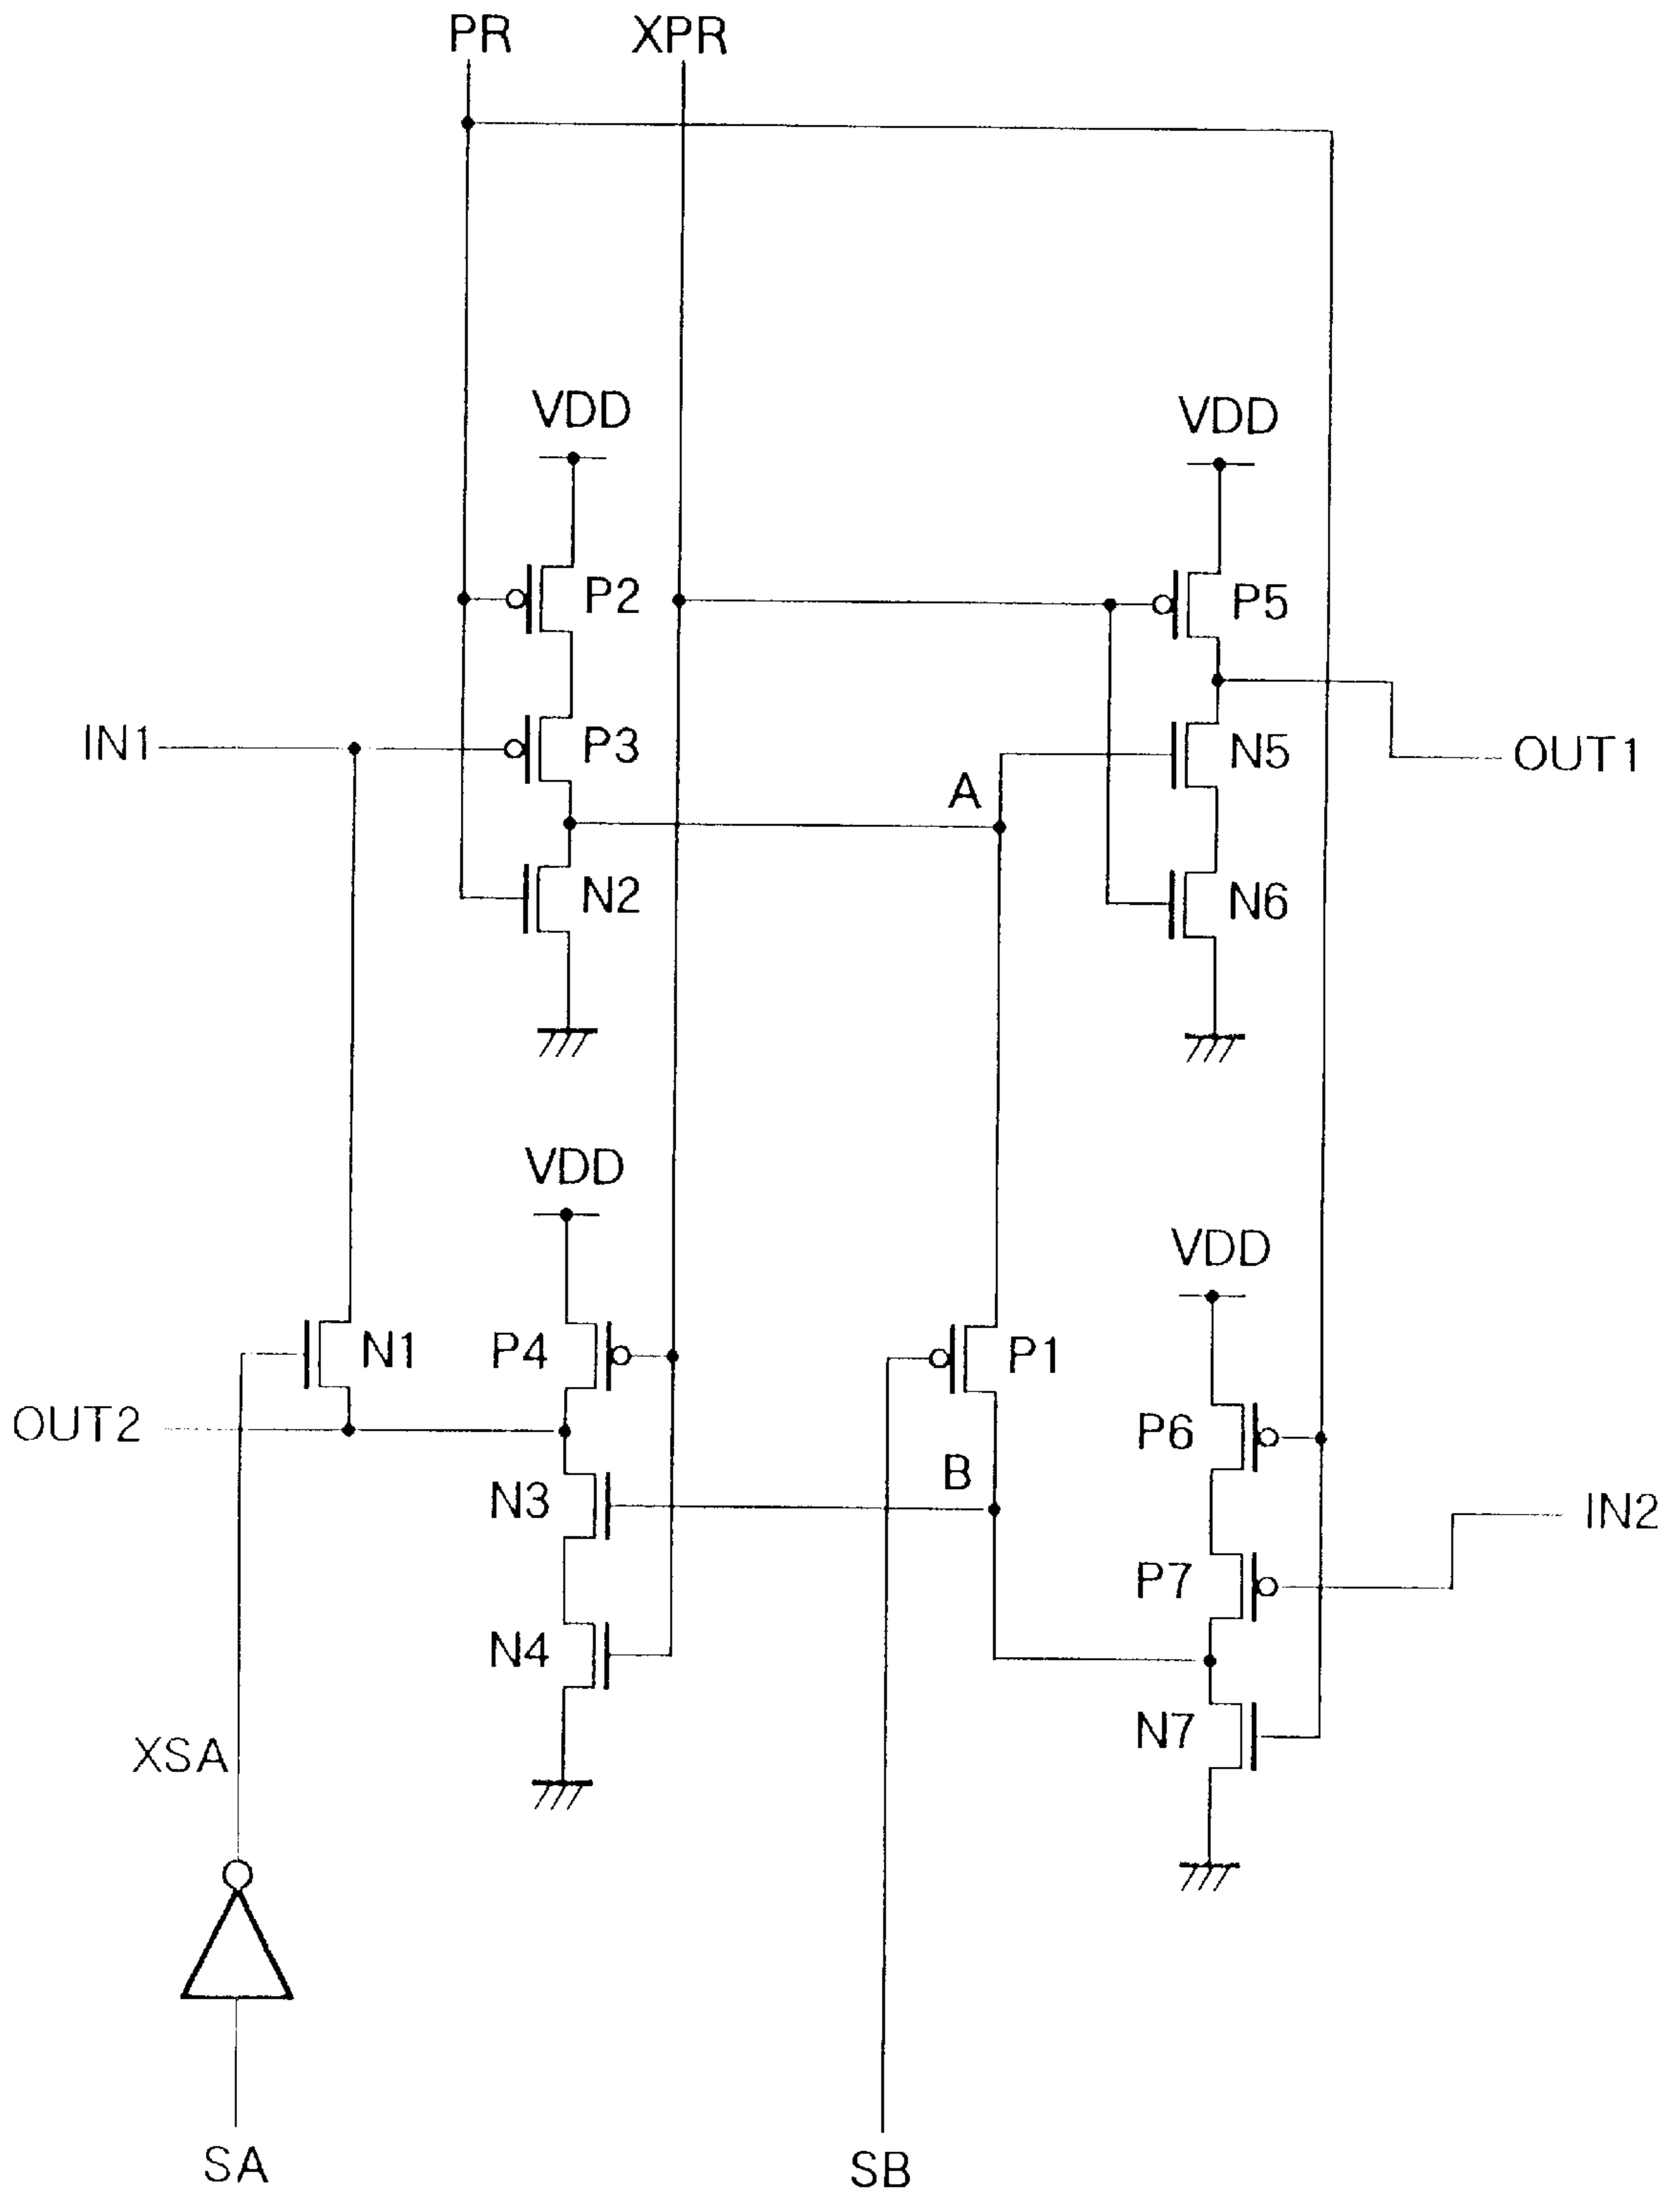 PR XPR
VDD VDD
P2 P5
IN1 P3 N5 OUT1
A
N2 N6
VDD
VDD
N1 P4 P1
OUT2 P6
B
N3 IN2
P7
N4
N7
XSA
SA SB